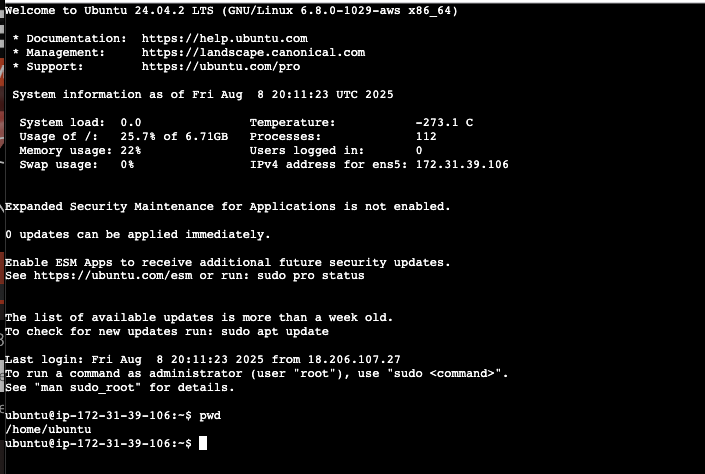 Welcome to Ubuntu 24.04.2 LTS (GNU/Linux 6.8.0-1029-aws x86_64)
* Documentation:  https://help.ubuntu.com
* Management:     https://landscape.canonical.com
* Support:        https://ubuntu.com/pro
System information as of Fri Aug  8 20:11:23 UTC 2025
System load:  0.0               Temperature:           -273.1 C
Usage of /:   25.7% of 6.71GB   Processes:             112
Memory usage: 22%               Users logged in:       0
Swap usage:   0%                IPv4 address for ens5: 172.31.39.106
Expanded Security Maintenance for Applications is not enabled.
0 updates can be applied immediately.
Enable ESM Apps to receive additional future security updates.
See https://ubuntu.com/esm or run: sudo pro status
The list of available updates is more than a week old.
To check for new updates run: sudo apt update
Last login: Fri Aug  8 20:11:23 2025 from 18.206.107.27
To run a command as administrator (user "root"), use "sudo <command>".
See "man sudo_root" for details.
ubuntu@ip-172-31-39-106:~$ pwd
/home/ubuntu
ubuntu@ip-172-31-39-106:~$